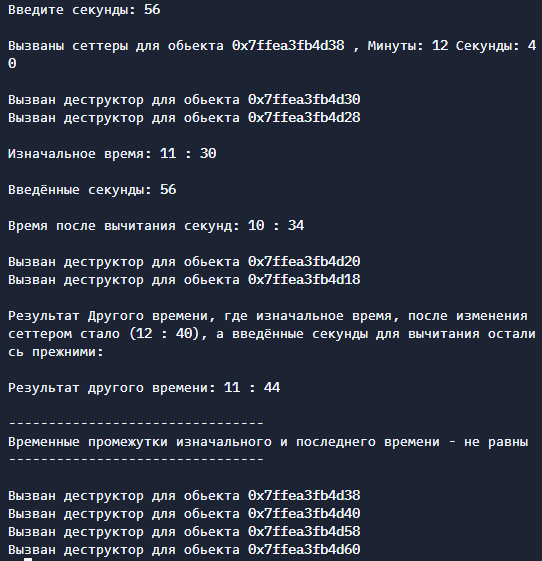 Введите секунды: 56
Вызваны сеттеры для обьекта 0x7ffea3fb4d38 , Минуты: 12 Секунды: 4
0
Вызван деструктор для обьекта 0x7ffea3fb4d30
Вызван деструктор для обьекта 0x7ffea3fb4d28
Изначальное время: 11 : 30
Введённые секунды: 56
Время после вычитания секунд: 10 : 34
Вызван деструктор для обьекта 0x7ffea3fb4d20
Вызван деструктор для обьекта 0x7ffea3fb4d18
Результат Другого времени, где изначальное время, после изменения
сеттером стало (12 : 40), а введённые секунды для вычитания остали
сь прежними:
Результат другого времени: 11 : 44
--------------------------------
Временные промежутки изначального и последнего времени - не равны
--------------------------------
Вызван деструктор для обьекта 0x7ffea3fb4d38
Вызван деструктор для обьекта 0x7ffea3fb4d40
Вызван деструктор для обьекта 0x7ffea3fb4d58
Вызван деструктор для обьекта 0x7ffea3fb4d60